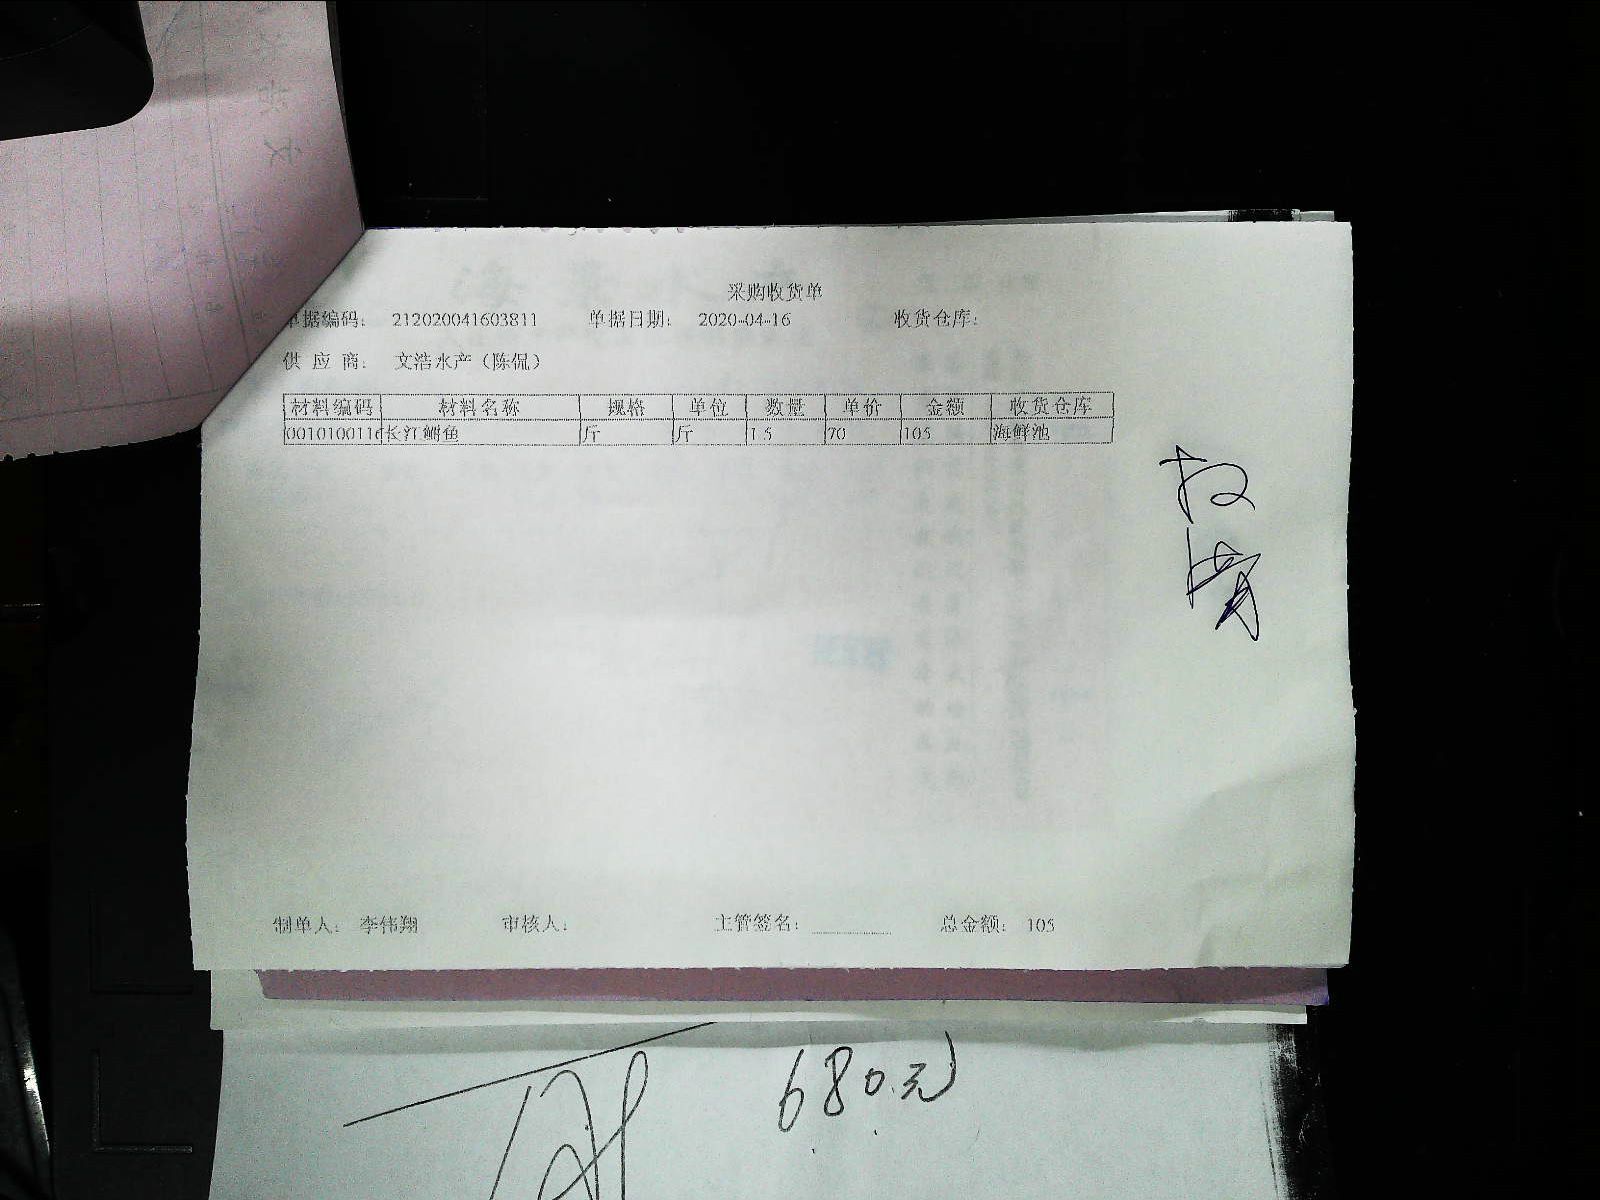 采购收货单
单据编码： 212020041603811 单据日期： 2020-04-16 收货仓库：
供 应 商： 文浩水产（陈侃）
材料编码 材料名称 规格 单位 数量 单价 金额 收货仓库
0010100116 长江鮰鱼 斤 斤 1.5 70 105 海鲜池
制单人： 李伟翔 审核人： 主管签名： 总金额： 105
680.元